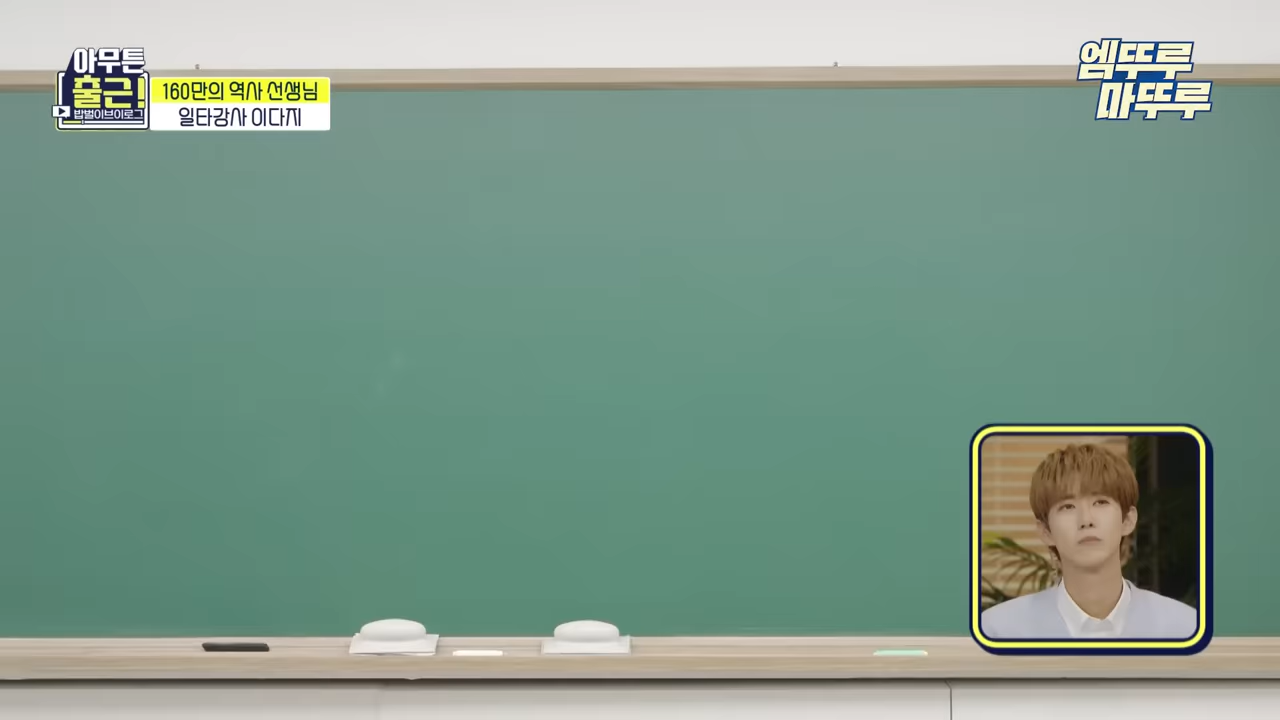 아무튼
출근!
밥벌이브이로그
160만의 역사 선생님
일타강사 이다지
엠뚜루
마뚜루